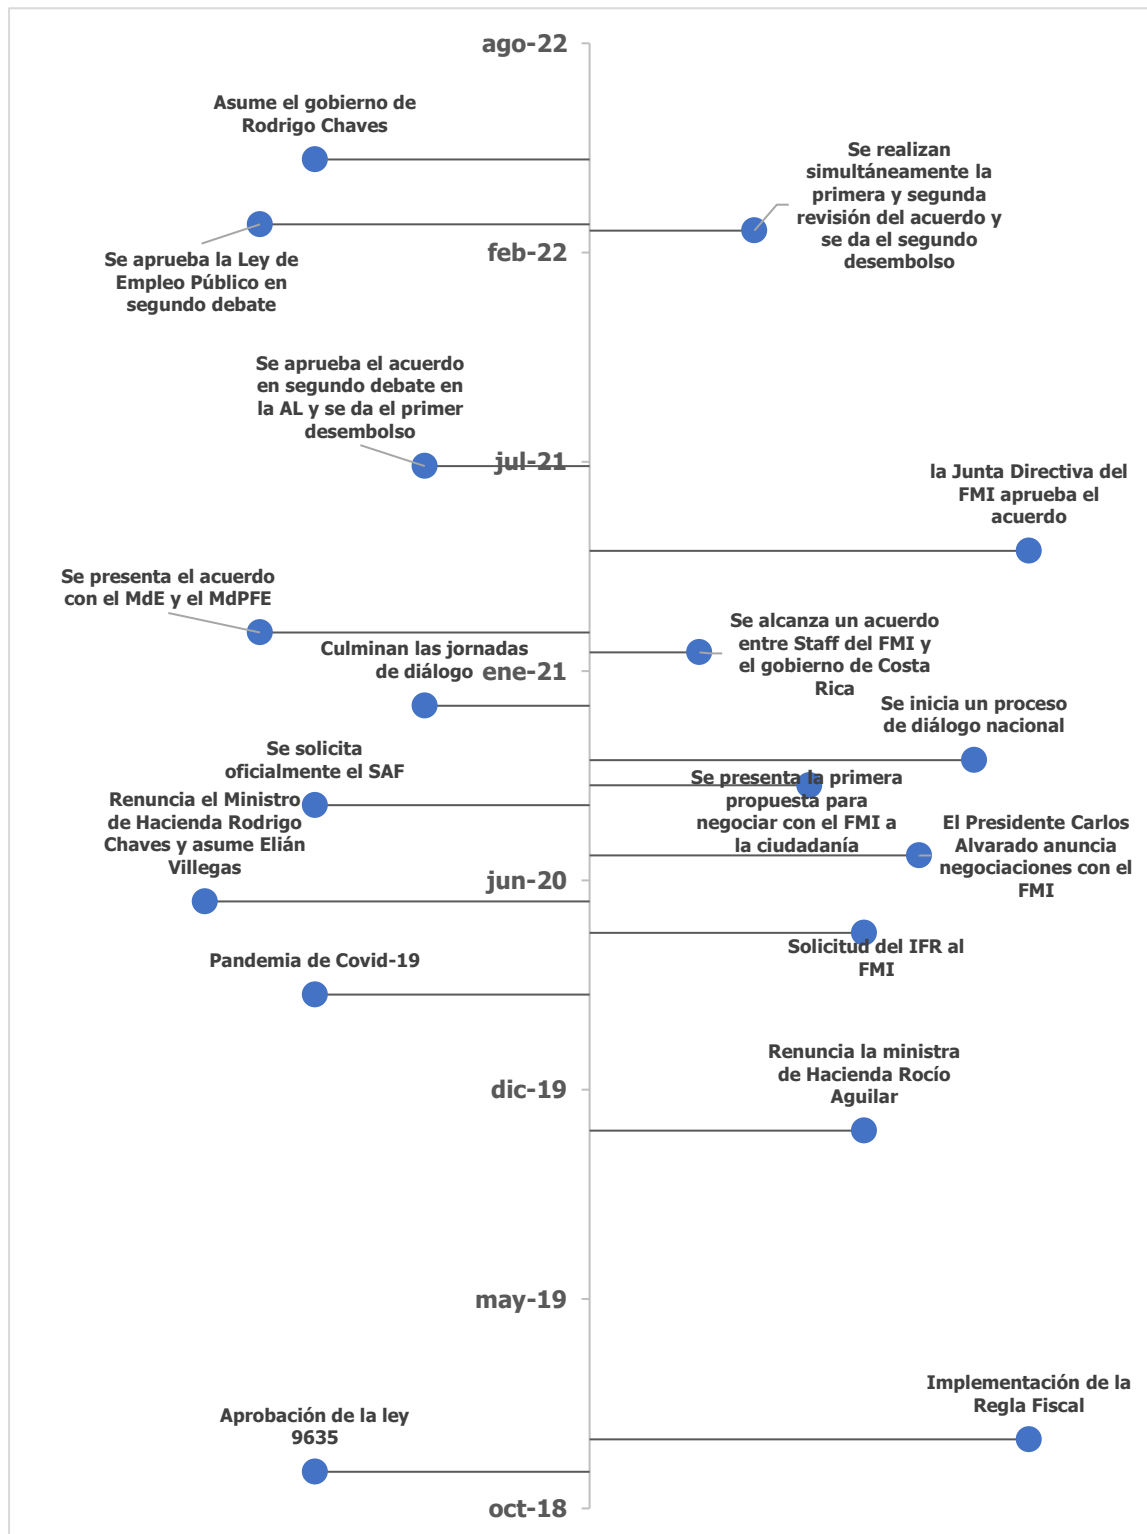 ago-22
Asume el gobierno de
Rodrigo Chaves
Se realizan
simultáneamente la
primera y segunda
revisión del acuerdo y
se da el segundo
desembolso
feb-22
Se aprueba la Ley de
Empleo Público en
segundo debate
Se aprueba el acuerdo
en segundo debate en
la AL y se da el primer
desembolso
jul-21
la Junta Directiva del
FMI aprueba el
acuerdo
Se presenta el acuerdo
con el MdE y el MdPFE
Se alcanza un acuerdo
entre Staff del FMI y
el gobierno de Costa
Rica
Culminan las jornadas
de diálogo
ene-21
Se inicia un proceso
de diálogo nacional
Se solicita
oficialmente el SAF
Se presenta la primera
propuesta para
negociar con el FMI a
la ciudadanía
Renuncia el Ministro
de Hacienda Rodrigo
Chaves y asume Elián
Villegas
El Presidente Carlos
Alvarado anuncia
negociaciones con el
FMI
jun-20
Solicitud del IFR al
FMI
Pandemia de Covid-19
Renuncia la ministra
de Hacienda Rocío
Aguilar
dic-19
may-19
Implementación de la
Regla Fiscal
Aprobación de la ley
9635
oct-18